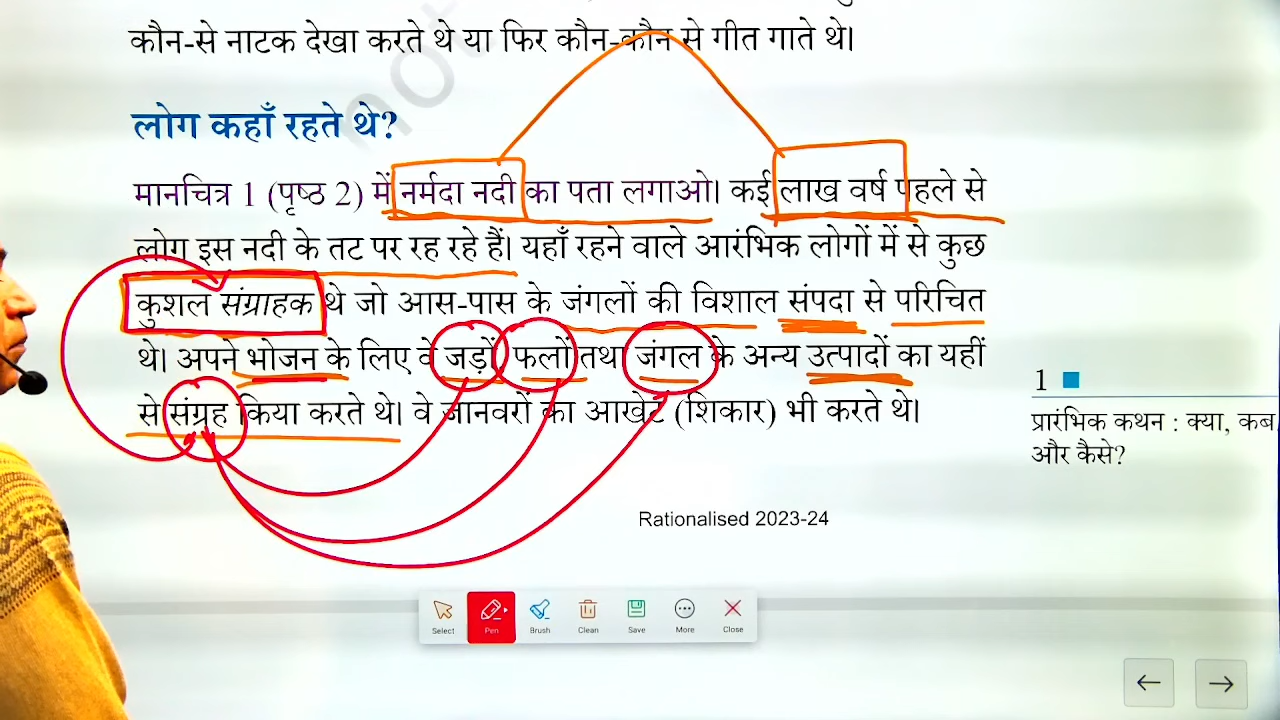 कौन-से नाटक देखा करते थे या फिर कौन-कौन से गीत गाते थे।
not
लोग कहाँ रहते थे?
मानचित्र 1 (पृष्ठ 2) में नर्मदा नदी का पता लगाओ। कई लाख वर्ष पहले से
लोग इस नदी के तट पर रह रहे हैं। यहाँ रहने वाले आरंभिक लोगों में से कुछ
कुशल संग्राहक थे जो आस-पास के जंगलों की विशाल संपदा से परिचित
थे। अपने भोजन के लिए वे जड़ों, फलों तथा जंगल के अन्य उत्पादों का यहीं
से संग्रह किया करते थे। वे जानवरों का आखेट (शिकार) भी करते थे।
1
प्रारंभिक कथन : क्या, कब
और कैसे?
Rationalised 2023-24
Select Pen Brush Clean Save More Close